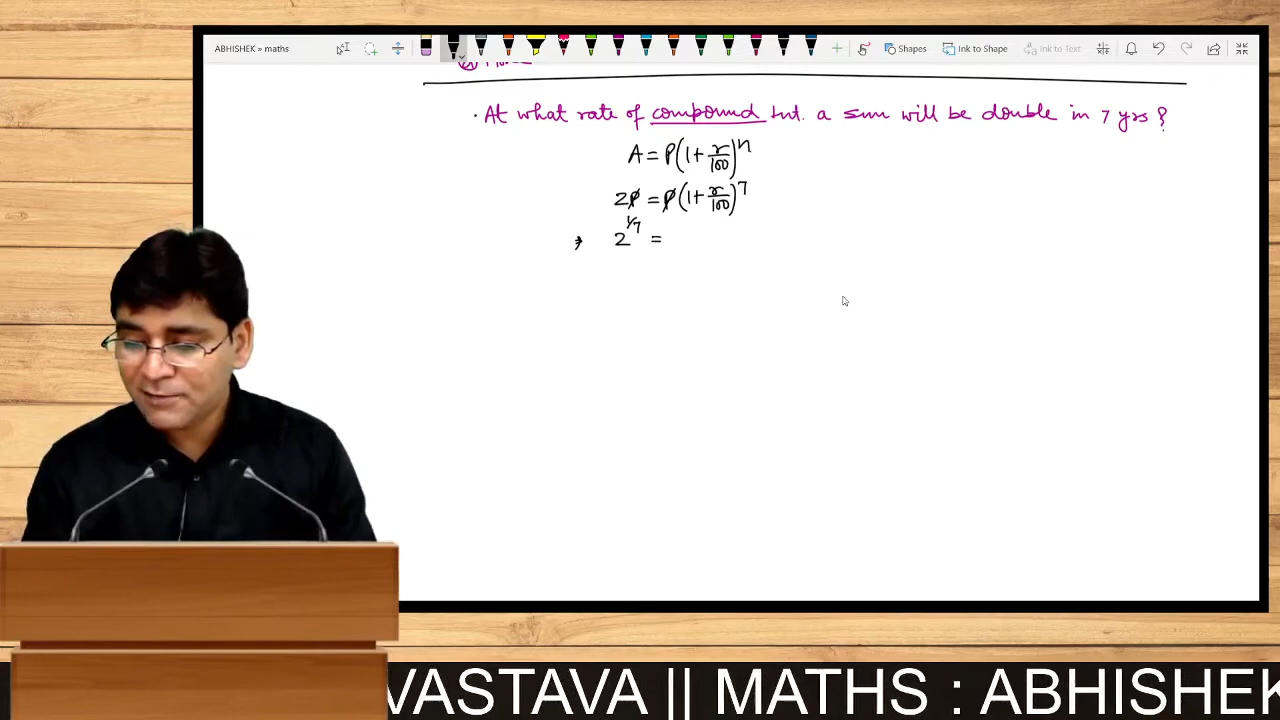 ABHISHEK » maths
Shapes Ink to Shape Ink to Text
· At what rate of compound Int. a sum will be double in 7 yrs ?
A = P(1 + r/100)^n
2P = P(1 + r/100)^7
⇒ 2^1/7 =
VASTAVA || MATHS : ABHISHEK